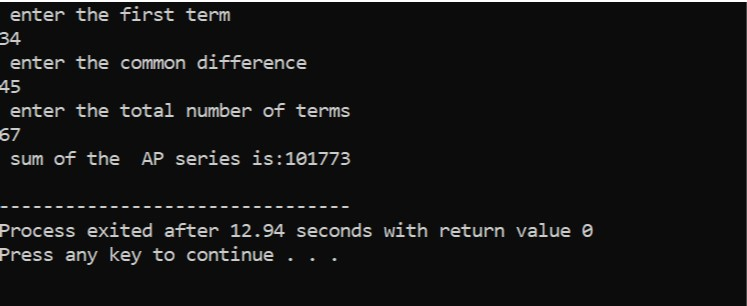 enter the first term
34
enter the common difference
45
enter the total number of terms
67
sum of the  AP series is:101773
--------------------------------
Process exited after 12.94 seconds with return value 0
Press any key to continue . . .